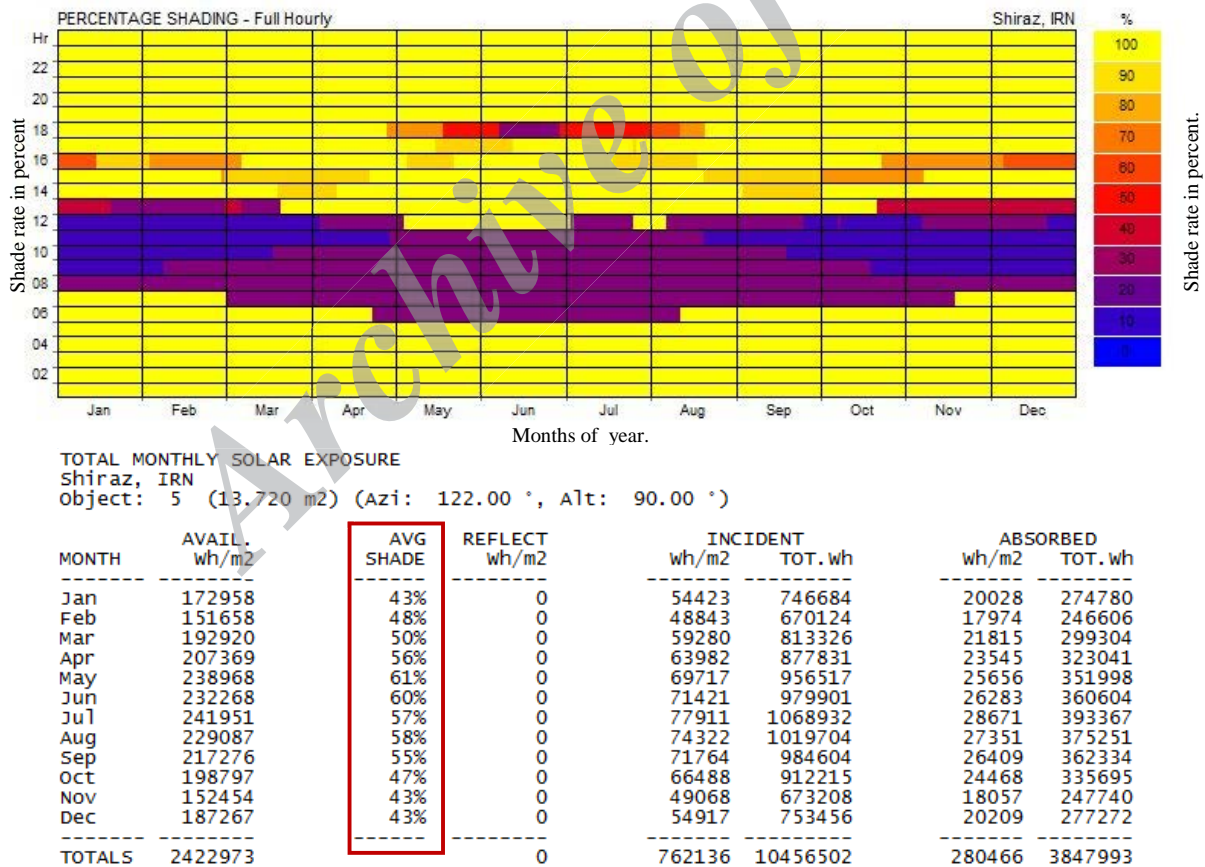 PERCENTAGE SHADING - Full Hourly
Shiraz, IRN
%
Hr
22
20
18
16
14
12
10
08
06
04
02
Shade rate in percent
100
90
80
70
60
50
40
30
20
10
0
Shade rate in percent.
Jan Feb Mar Apr May Jun Jul Aug Sep Oct Nov Dec
Months of year.
Archive of
TOTAL MONTHLY SOLAR EXPOSURE
Shiraz, IRN
Object: 5 (13.720 m2) (Azi: 122.00 °, Alt: 90.00 °)
AVAIL. AVG REFLECT INCIDENT ABSORBED
MONTH Wh/m2 SHADE Wh/m2 Wh/m2 TOT.Wh Wh/m2 TOT.Wh
------- -------- ------ -------- ------- --------- ------- --------
Jan 172958 43% 0 54423 746684 20028 274780
Feb 151658 48% 0 48843 670124 17974 246606
Mar 192920 50% 0 59280 813326 21815 299304
Apr 207369 56% 0 63982 877831 23545 323041
May 238968 61% 0 69717 956517 25656 351998
Jun 232268 60% 0 71421 979901 26283 360604
Jul 241951 57% 0 77911 1068932 28671 393367
Aug 229087 58% 0 74322 1019704 27351 375251
Sep 217276 55% 0 71764 984604 26409 362334
Oct 198797 47% 0 66488 912215 24468 335695
Nov 152454 43% 0 49068 673208 18057 247740
Dec 187267 43% 0 54917 753456 20209 277272
------- -------- ------ -------- ------- --------- ------- --------
TOTALS 2422973 0 762136 10456502 280466 3847993